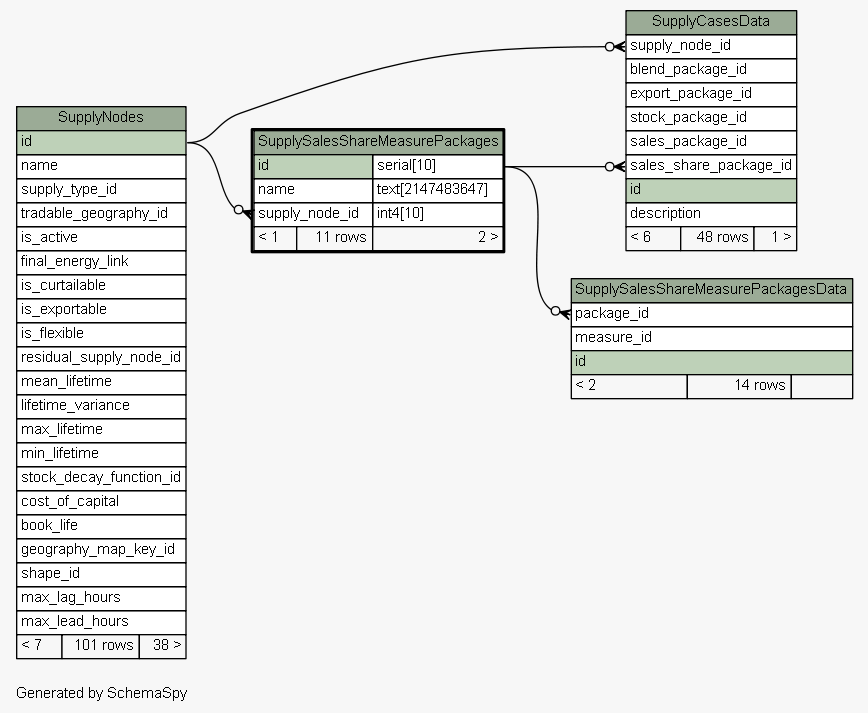 SupplyCasesData
supply_node_id
blend_package_id
export_package_id
stock_package_id
sales_package_id
sales_share_package_id
id
description
< 6 48 rows 1 >
SupplyNodes
id
name
supply_type_id
tradable_geography_id
is_active
final_energy_link
is_curtailable
is_exportable
is_flexible
residual_supply_node_id
mean_lifetime
lifetime_variance
max_lifetime
min_lifetime
stock_decay_function_id
cost_of_capital
book_life
geography_map_key_id
shape_id
max_lag_hours
max_lead_hours
< 7 101 rows 38 >
SupplySalesShareMeasurePackages
id serial[10]
name text[2147483647]
supply_node_id int4[10]
< 1 11 rows 2 >
SupplySalesShareMeasurePackagesData
package_id
measure_id
id
< 2 14 rows
Generated by SchemaSpy